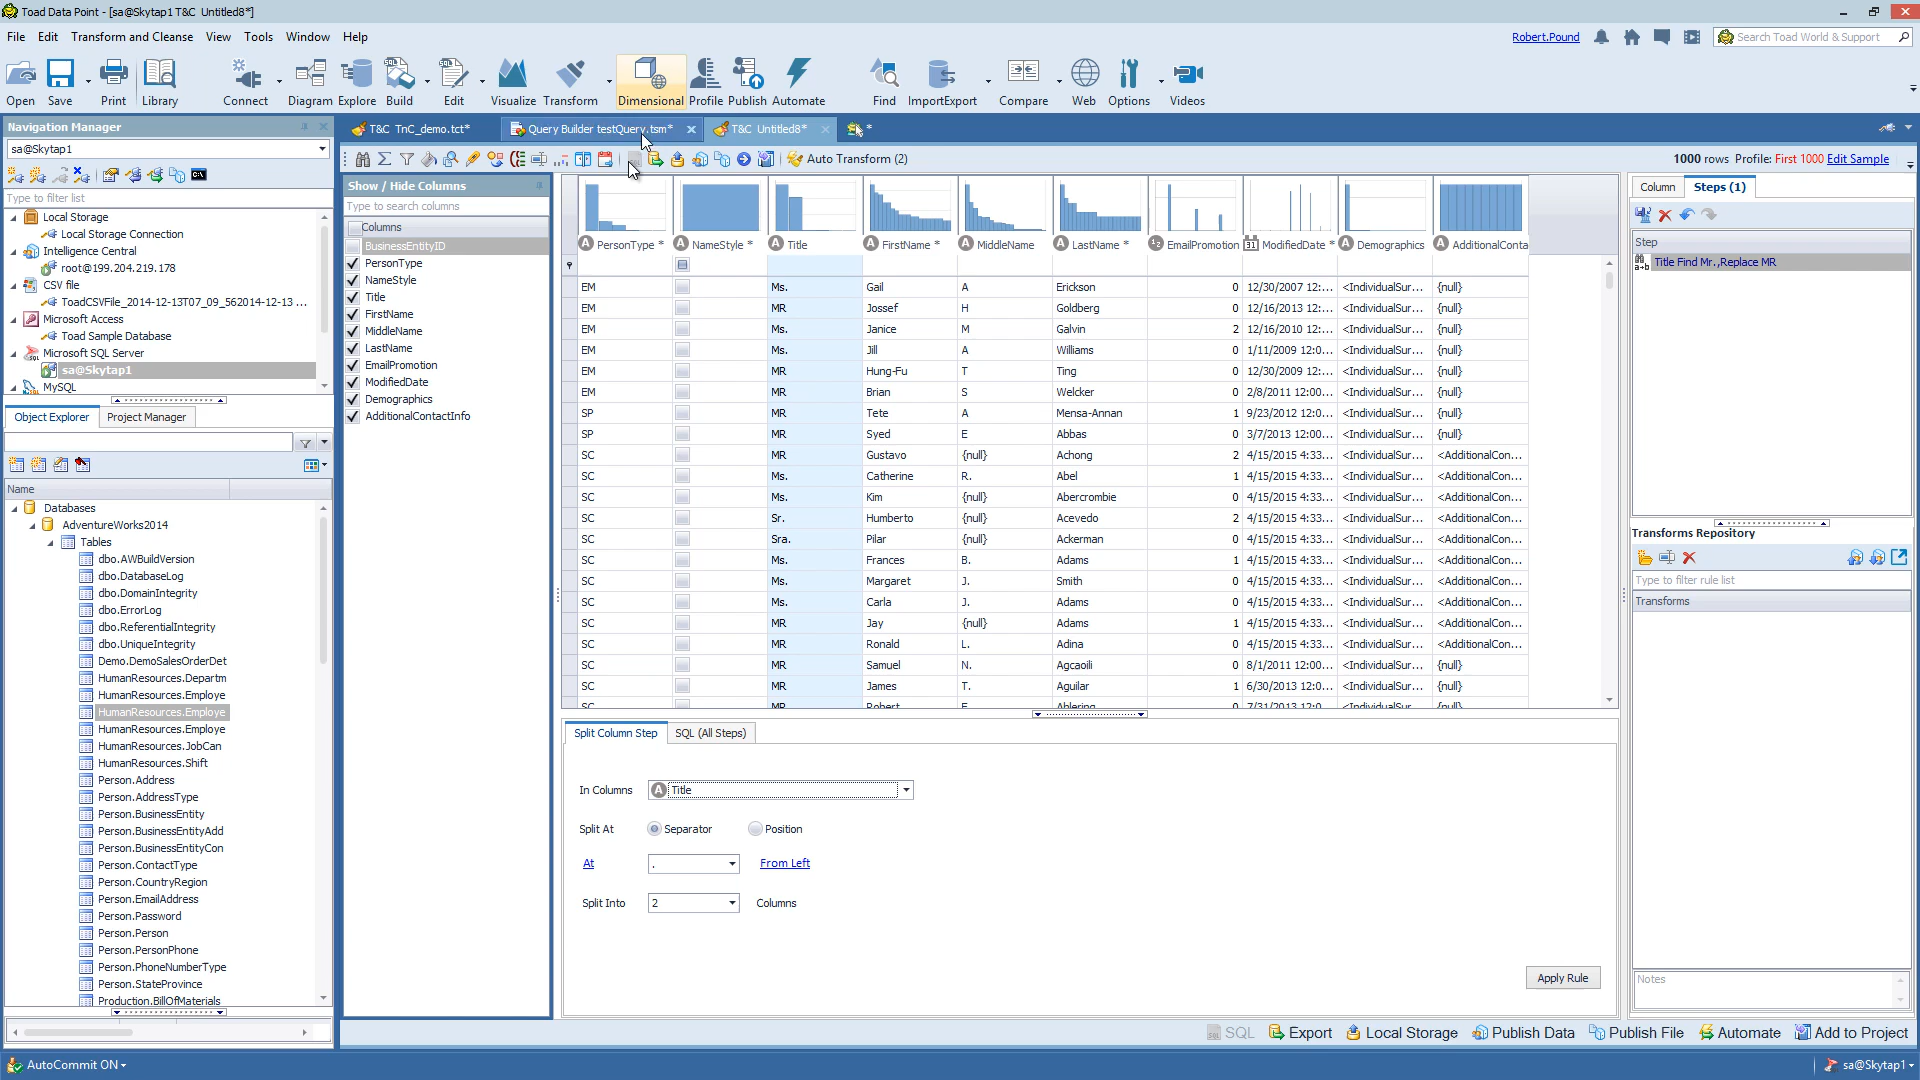 Toad Data Point - [sa@Skytap1 T&C Untitled8*]
File Edit Transform and Cleanse View Tools Window Help
Robert.Pound
Search Toad World & Support
Open Save Print Library Connect Diagram Explore Build Edit Visualize Transform Dimensional Profile Publish Automate Find ImportExport Compare Web Options Videos
Navigation Manager
sa@Skytap1
Type to filter list
Local Storage
Local Storage Connection
Intelligence Central
root@199.204.219.178
CSV file
ToadCSVFile_2014-12-13T07_09_562014-12-13 ...
Microsoft Access
Toad Sample Database
Microsoft SQL Server
sa@Skytap1
MySQL
Object Explorer Project Manager
Name
Databases
AdventureWorks2014
Tables
dbo.AWBuildVersion
dbo.DatabaseLog
dbo.DomainIntegrity
dbo.ErrorLog
dbo.ReferentialIntegrity
dbo.UniqueIntegrity
Demo.DemoSalesOrderDet
HumanResources.Departm
HumanResources.Employe
HumanResources.Employe
HumanResources.Employe
HumanResources.JobCan
HumanResources.Shift
Person.Address
Person.AddressType
Person.BusinessEntity
Person.BusinessEntityAdd
Person.BusinessEntityCon
Person.ContactType
Person.CountryRegion
Person.EmailAddress
Person.Password
Person.Person
Person.PersonPhone
Person.PhoneNumberType
Person.StateProvince
Production.BillOfMaterials
T&C TnC_demo.tct* Query Builder testQuery.tsm* T&C Untitled8* *
Auto Transform (2)
1000 rows Profile: First 1000 Edit Sample
Show / Hide Columns
Type to search columns
Columns
BusinessEntityID
PersonType
NameStyle
Title
FirstName
MiddleName
LastName
EmailPromotion
ModifiedDate
Demographics
AdditionalContactInfo
PersonType * NameStyle * Title FirstName * MiddleName LastName * EmailPromotion ModifiedDate * Demographics AdditionalConta
EM Ms. Gail A Erickson 0 12/30/2007 12:... <IndividualSur... {null}
EM MR Jossef H Goldberg 0 12/16/2013 12:... <IndividualSur... {null}
EM Ms. Janice M Galvin 2 12/16/2010 12:... <IndividualSur... {null}
EM Ms. Jill A Williams 0 1/11/2009 12:0... <IndividualSur... {null}
EM MR Hung-Fu T Ting 0 12/30/2009 12:... <IndividualSur... {null}
EM MR Brian S Welcker 0 2/8/2011 12:00... <IndividualSur... {null}
SP MR Tete A Mensa-Annan 1 9/23/2012 12:0... <IndividualSur... {null}
SP MR Syed E Abbas 0 3/7/2013 12:00... <IndividualSur... {null}
SC MR Gustavo {null} Achong 2 4/15/2015 4:33... <IndividualSur... <AdditionalCon...
SC Ms. Catherine R. Abel 1 4/15/2015 4:33... <IndividualSur... <AdditionalCon...
SC Ms. Kim {null} Abercrombie 0 4/15/2015 4:33... <IndividualSur... <AdditionalCon...
SC Sr. Humberto {null} Acevedo 2 4/15/2015 4:33... <IndividualSur... <AdditionalCon...
SC Sra. Pilar {null} Ackerman 0 4/15/2015 4:33... <IndividualSur... <AdditionalCon...
SC Ms. Frances B. Adams 1 4/15/2015 4:33... <IndividualSur... <AdditionalCon...
SC Ms. Margaret J. Smith 0 4/15/2015 4:33... <IndividualSur... <AdditionalCon...
SC Ms. Carla J. Adams 0 4/15/2015 4:33... <IndividualSur... <AdditionalCon...
SC MR Jay {null} Adams 1 4/15/2015 4:33... <IndividualSur... <AdditionalCon...
SC MR Ronald L. Adina 0 4/15/2015 4:33... <IndividualSur... <AdditionalCon...
SC MR Samuel N. Agcaoili 0 8/1/2011 12:00... <IndividualSur... {null}
SC MR James T. Aguilar 1 6/30/2013 12:0... <IndividualSur... {null}
SC MR Robert E. Ahlering 0 7/31/2013 12:0... <IndividualSur... {null}
Split Column Step SQL (All Steps)
In Columns Title
Split At Separator Position
At . From Left
Split Into 2 Columns
Apply Rule
Column Steps (1)
Step
Title Find Mr.,Replace MR
Transforms Repository
Type to filter rule list
Transforms
Notes
SQL Export Local Storage Publish Data Publish File Automate Add to Project
AutoCommit ON
sa@Skytap1